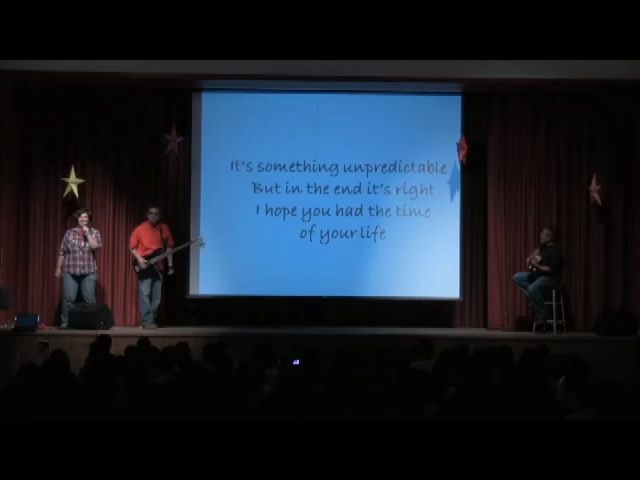 It's something unpredictable
But in the end it's right
I hope you had the time
of your life